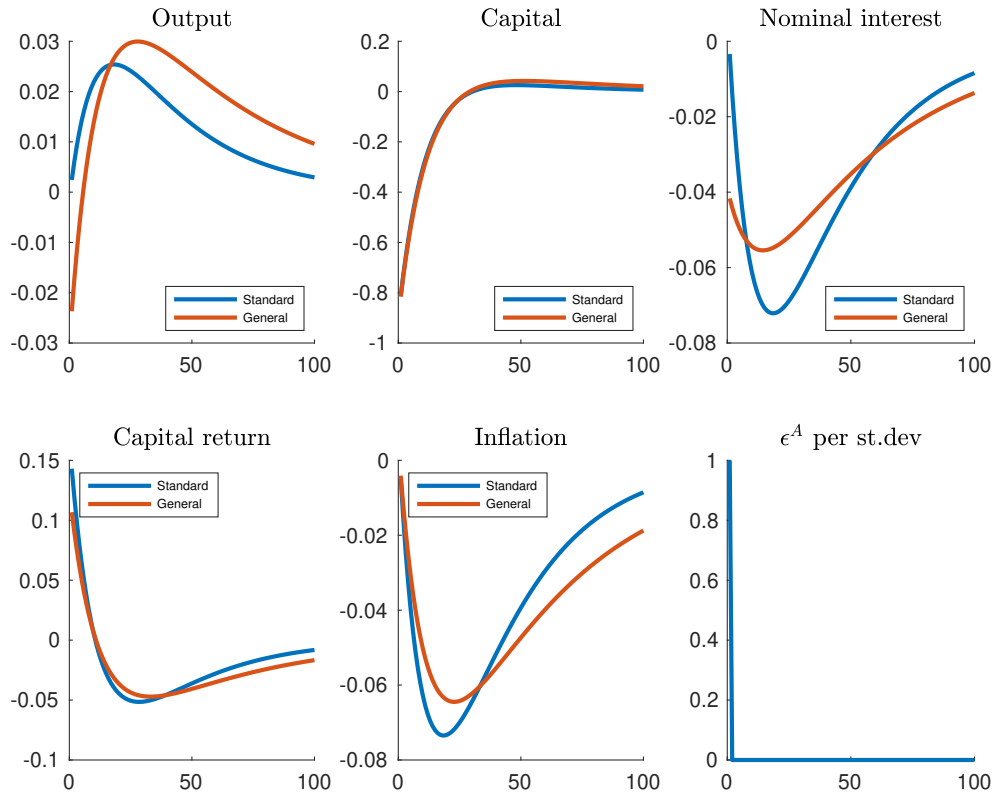 Output
0.03
0.02
0.01
0
-0.01
-0.02
-0.03
0 50 100
Standard
General
Capital
0.2
0
-0.2
-0.4
-0.6
-0.8
-1
0 50 100
Standard
General
Nominal interest
0
-0.02
-0.04
-0.06
-0.08
0 50 100
Standard
General
Capital return
0.15
0.1
0.05
0
-0.05
-0.1
0 50 100
Standard
General
Inflation
0
-0.02
-0.04
-0.06
-0.08
0 50 100
Standard
General
ϵ^A per st.dev
1
0.8
0.6
0.4
0.2
0
0 50 100